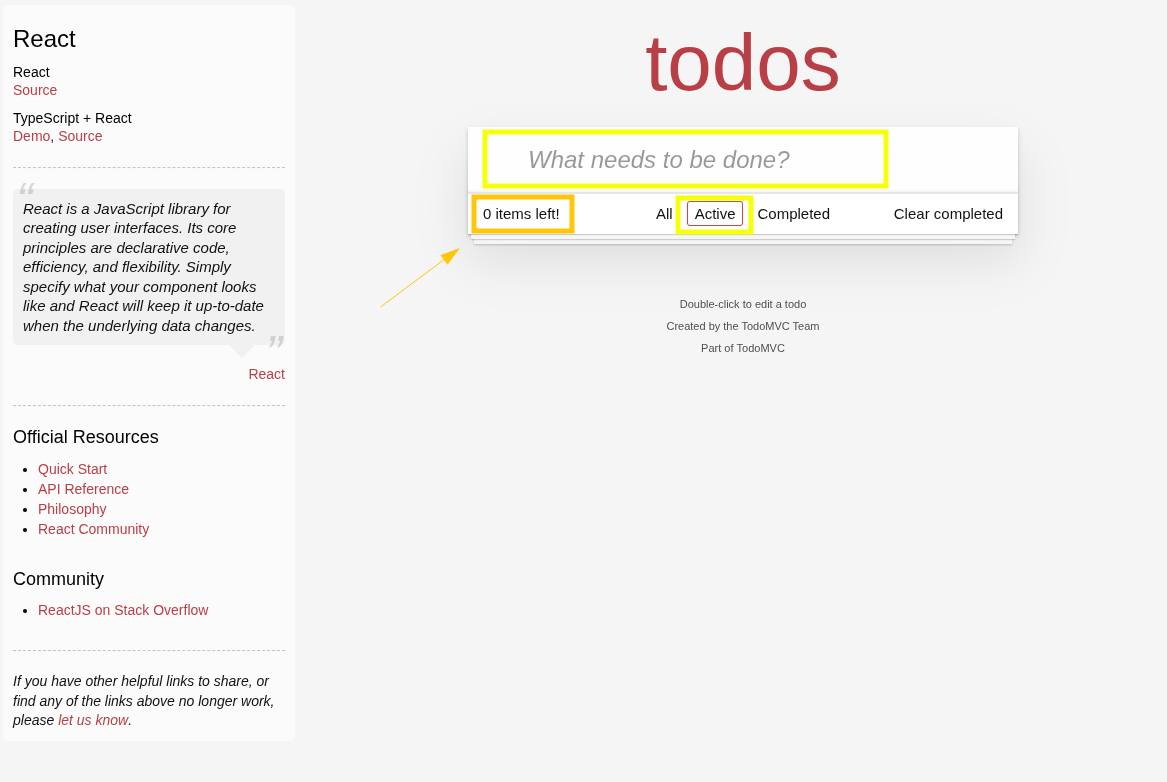 React
React
Source
TypeScript + React
Demo, Source
“
React is a JavaScript library for
creating user interfaces. Its core
principles are declarative code,
efficiency, and flexibility. Simply
specify what your component looks
like and React will keep it up-to-date
when the underlying data changes.
”
React
Official Resources
Quick Start
API Reference
Philosophy
React Community
Community
ReactJS on Stack Overflow
If you have other helpful links to share, or
find any of the links above no longer work,
please let us know.
todos
What needs to be done?
0 items left! All Active Completed Clear completed
Double-click to edit a todo
Created by the TodoMVC Team
Part of TodoMVC